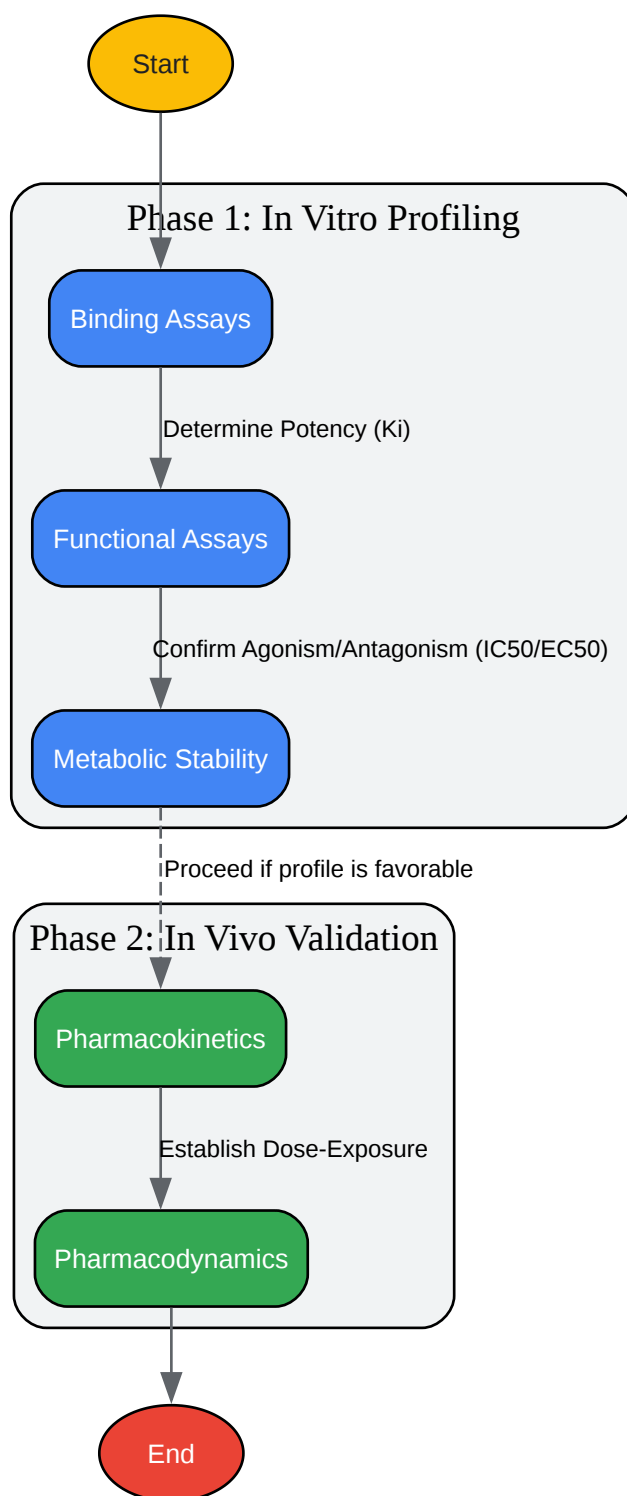 Start
Phase 1: In Vitro Profiling
Binding Assays
Determine Potency (Ki)
Functional Assays
Confirm Agonism/Antagonism (IC50/EC50)
Metabolic Stability
Proceed if profile is favorable
Phase 2: In Vivo Validation
Pharmacokinetics
Establish Dose-Exposure
Pharmacodynamics
End